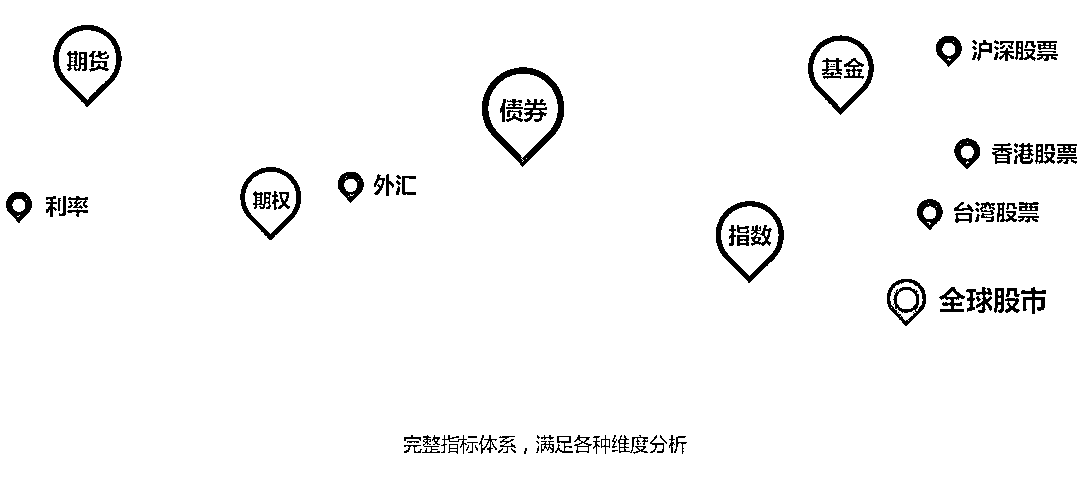 期货
债券
基金
沪深股票
利率
期权
外汇
香港股票
指数
台湾股票
全球股市
完整指标体系，满足各种维度分析